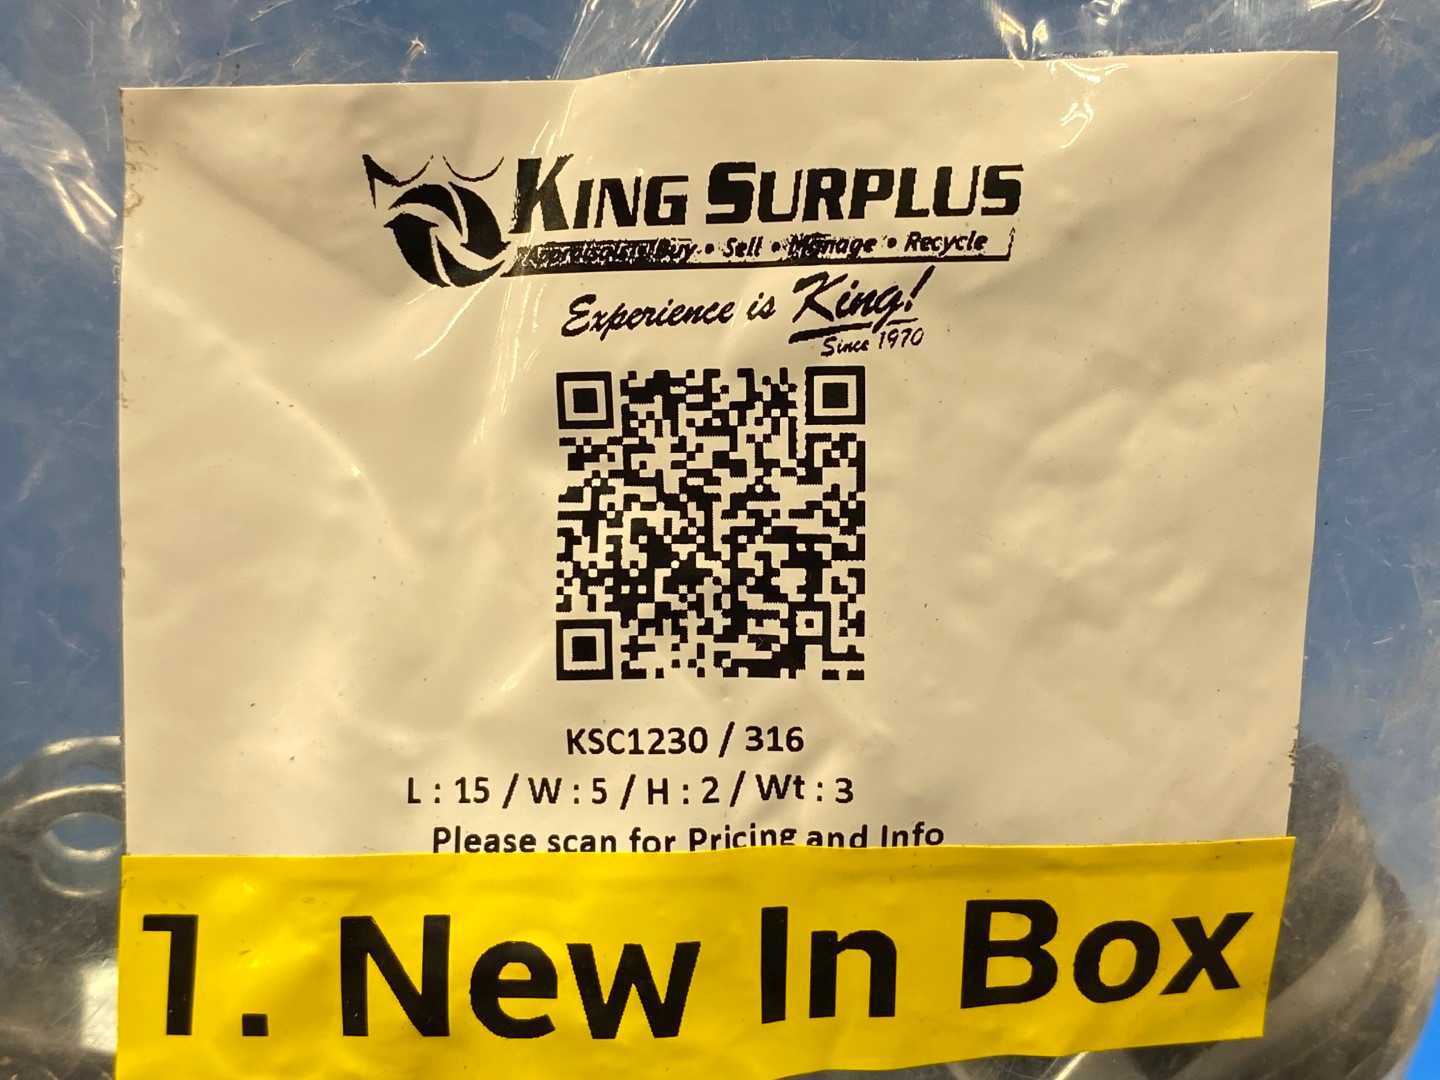 KING SURPLUS
Buy • Sell • Manage • Recycle
Experience is King!
Since 1970
KSC1230 / 316
L : 15 / W : 5 / H : 2 / Wt : 3
Please scan for Pricing and Info
1. New In Box